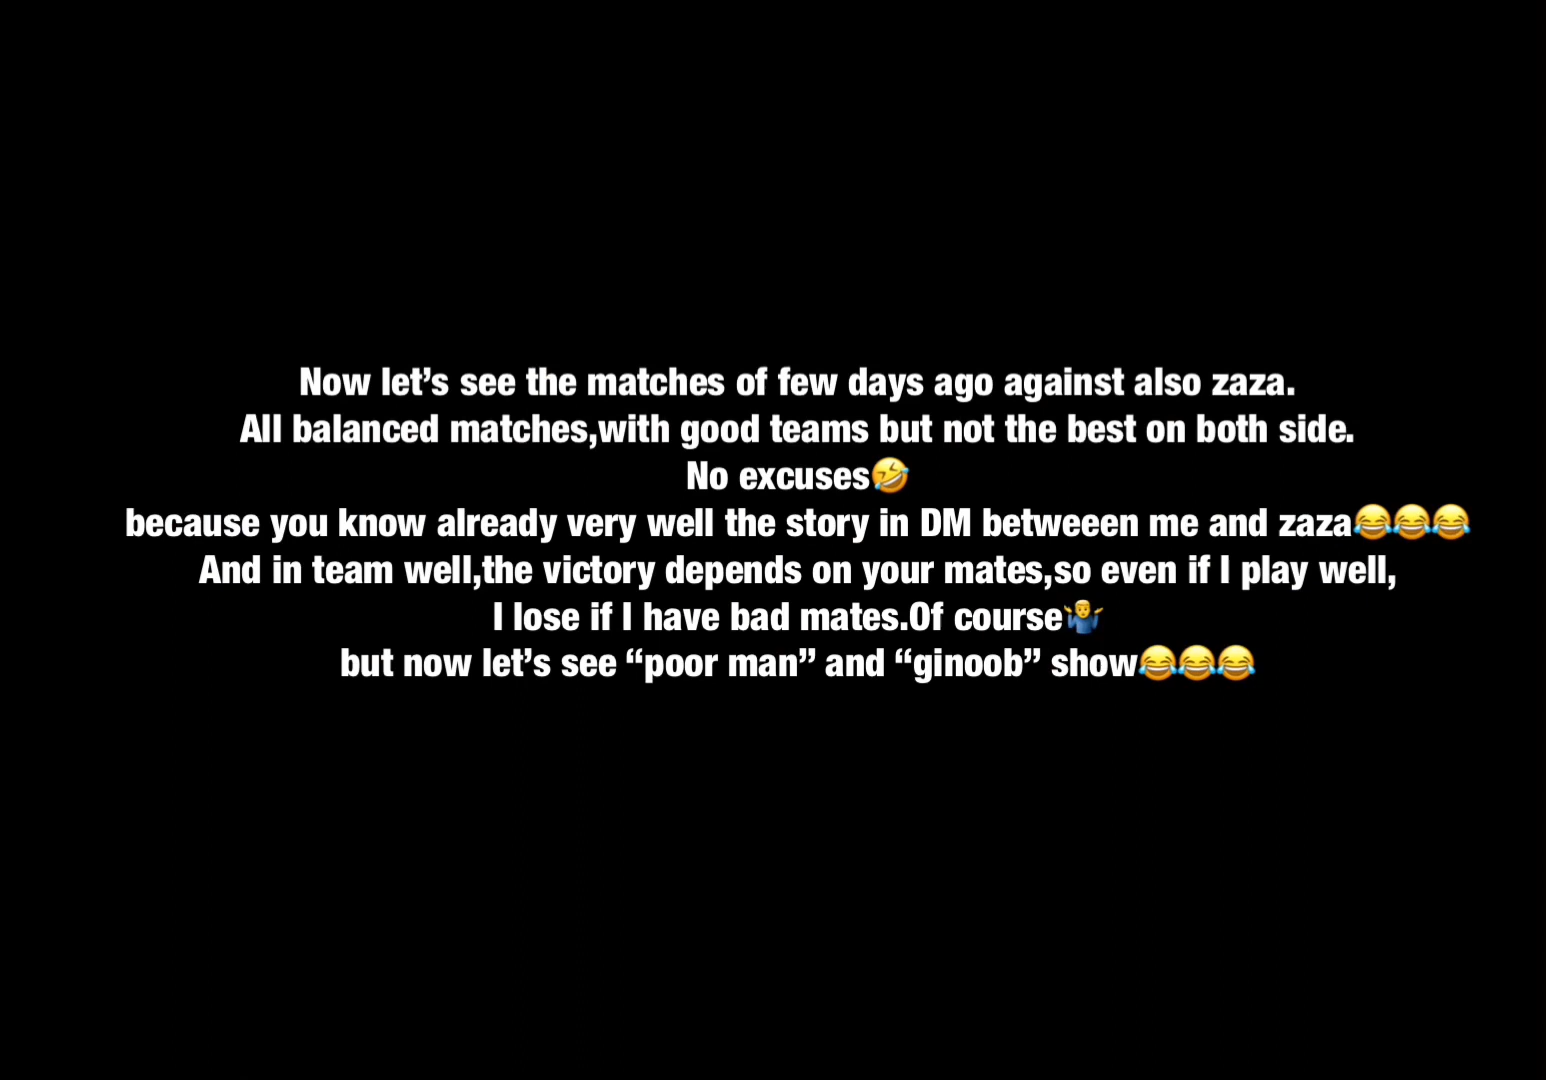 Now let’s see the matches of few days ago against also zaza.
All balanced matches,with good teams but not the best on both side.
No excuses🤣
because you know already very well the story in DM betweeen me and zaza😂😂😂
And in team well,the victory depends on your mates,so even if I play well,
I lose if I have bad mates.Of course🤷‍♂️
but now let’s see “poor man” and “ginoob” show😂😂😂